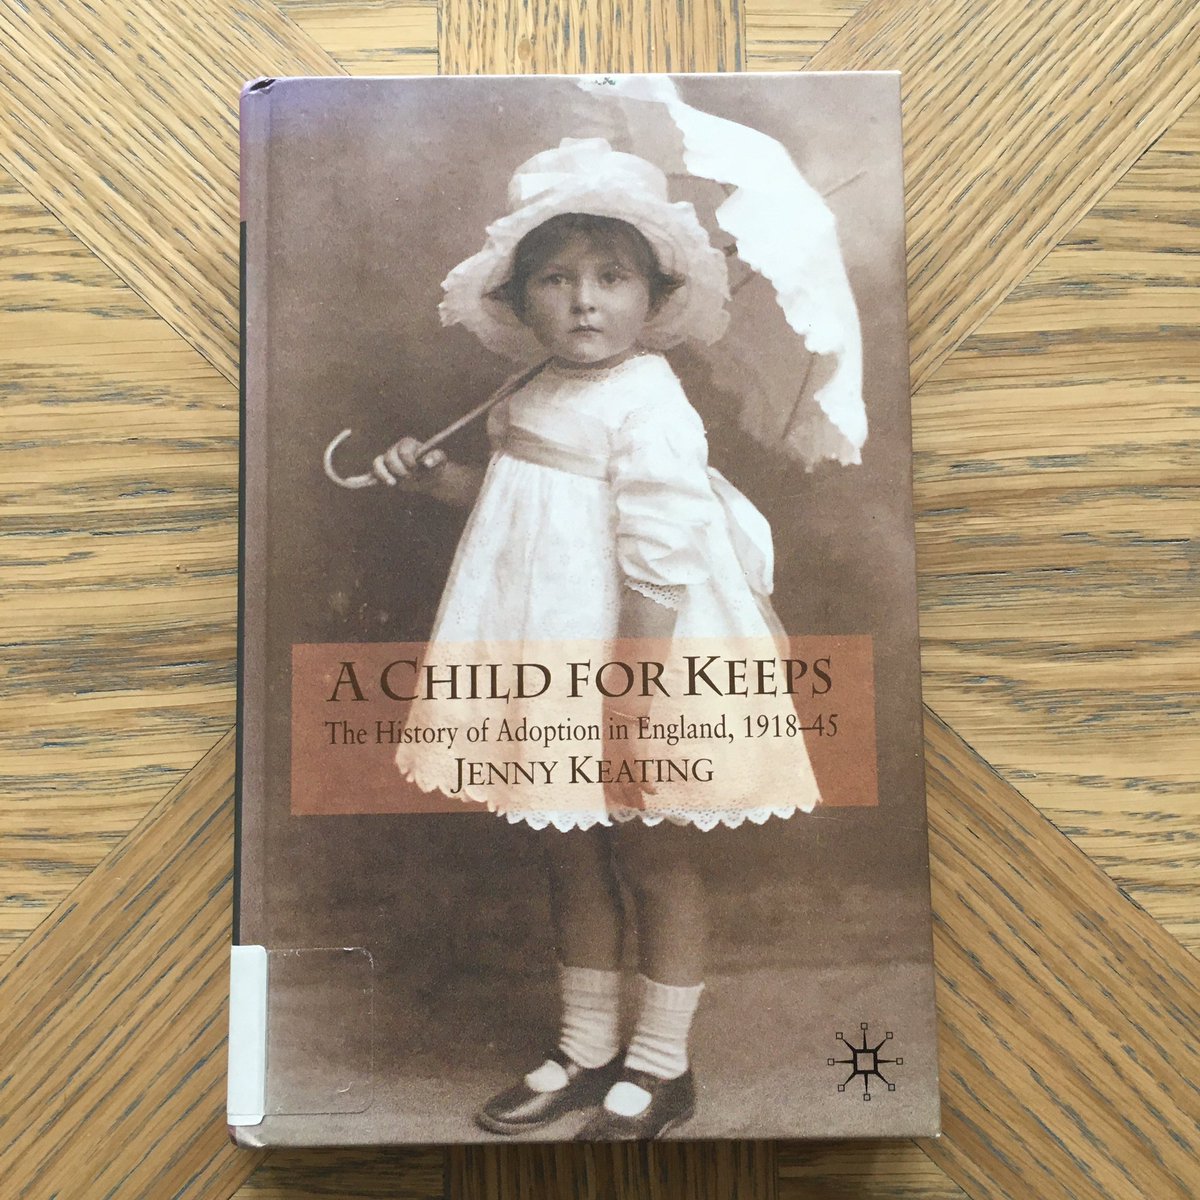 A CHILD FOR KEEPS
The History of Adoption in England, 1918–45
JENNY KEATING